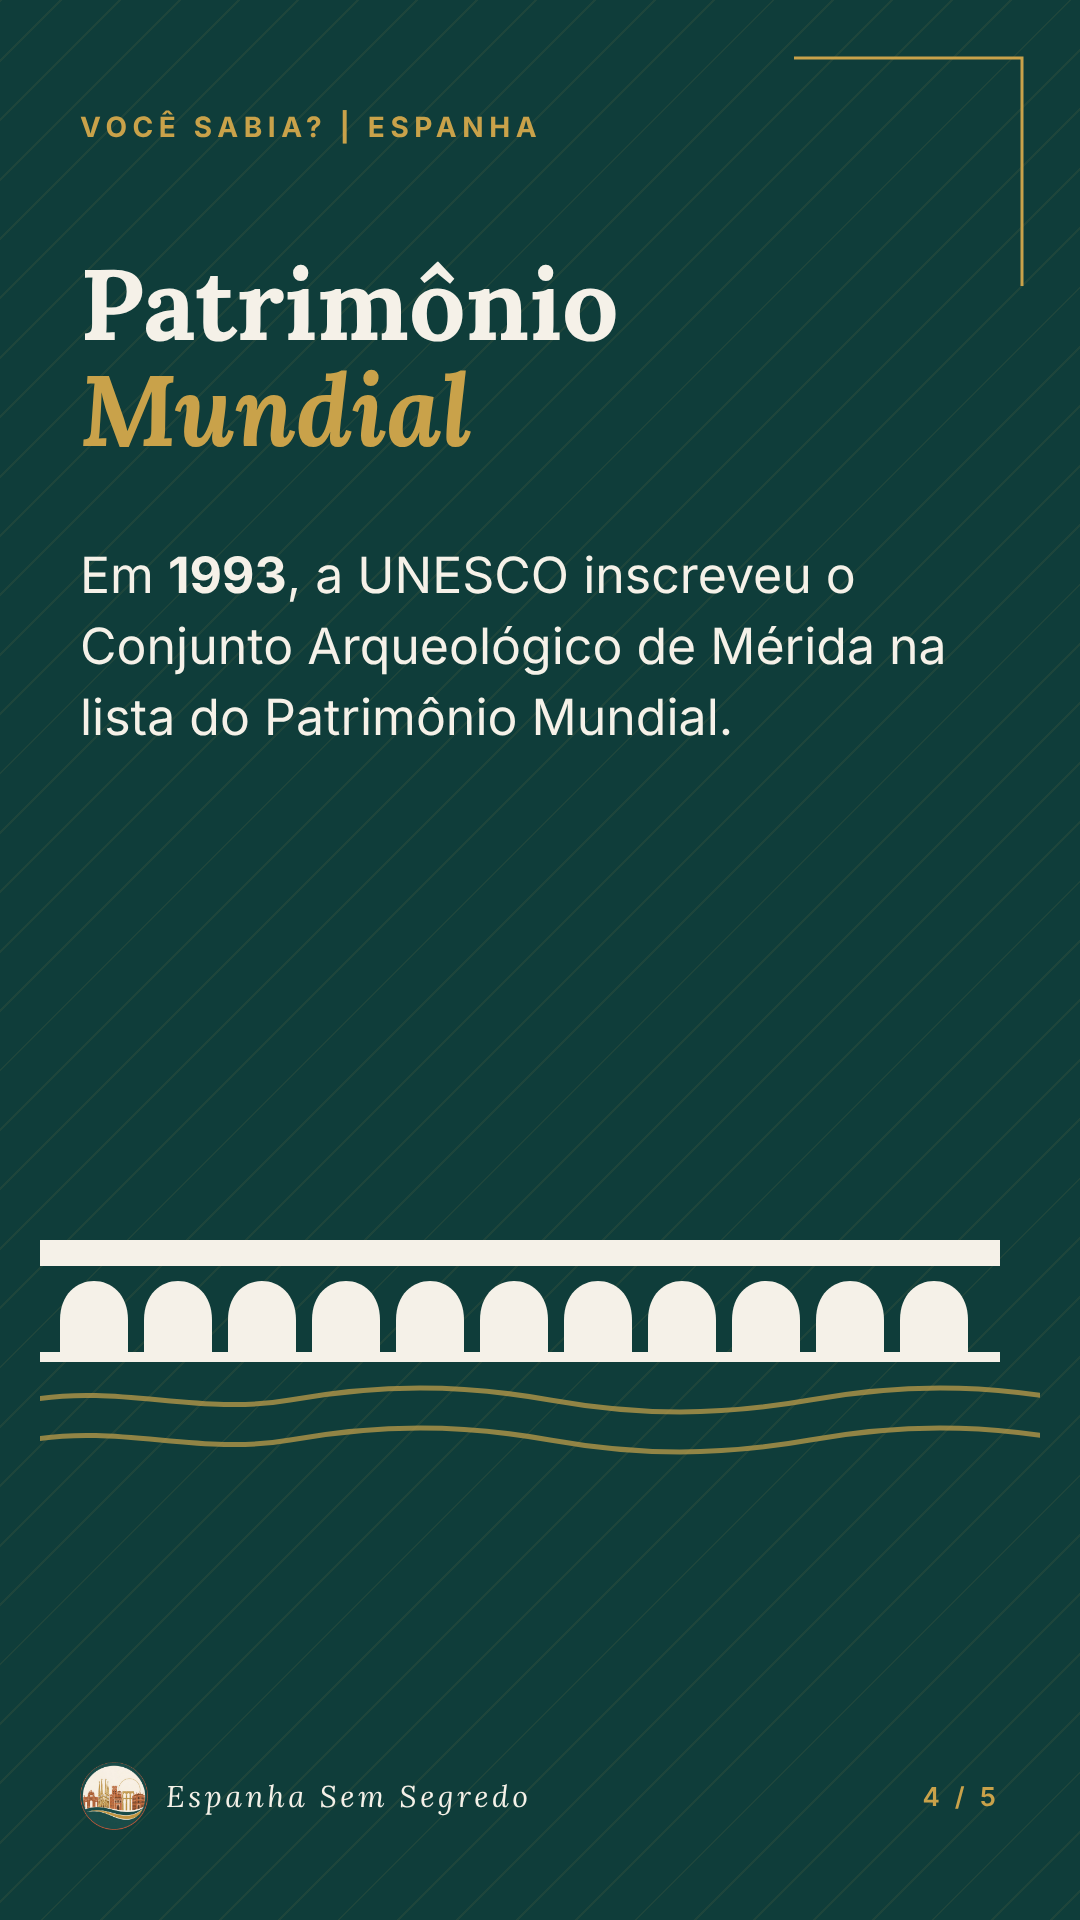 VOCÊ SABIA? | ESPANHA
Patrimônio
Mundial
Em 1993, a UNESCO inscreveu o
Conjunto Arqueológico de Mérida na
lista do Patrimônio Mundial.
Espanha Sem Segredo
4 / 5